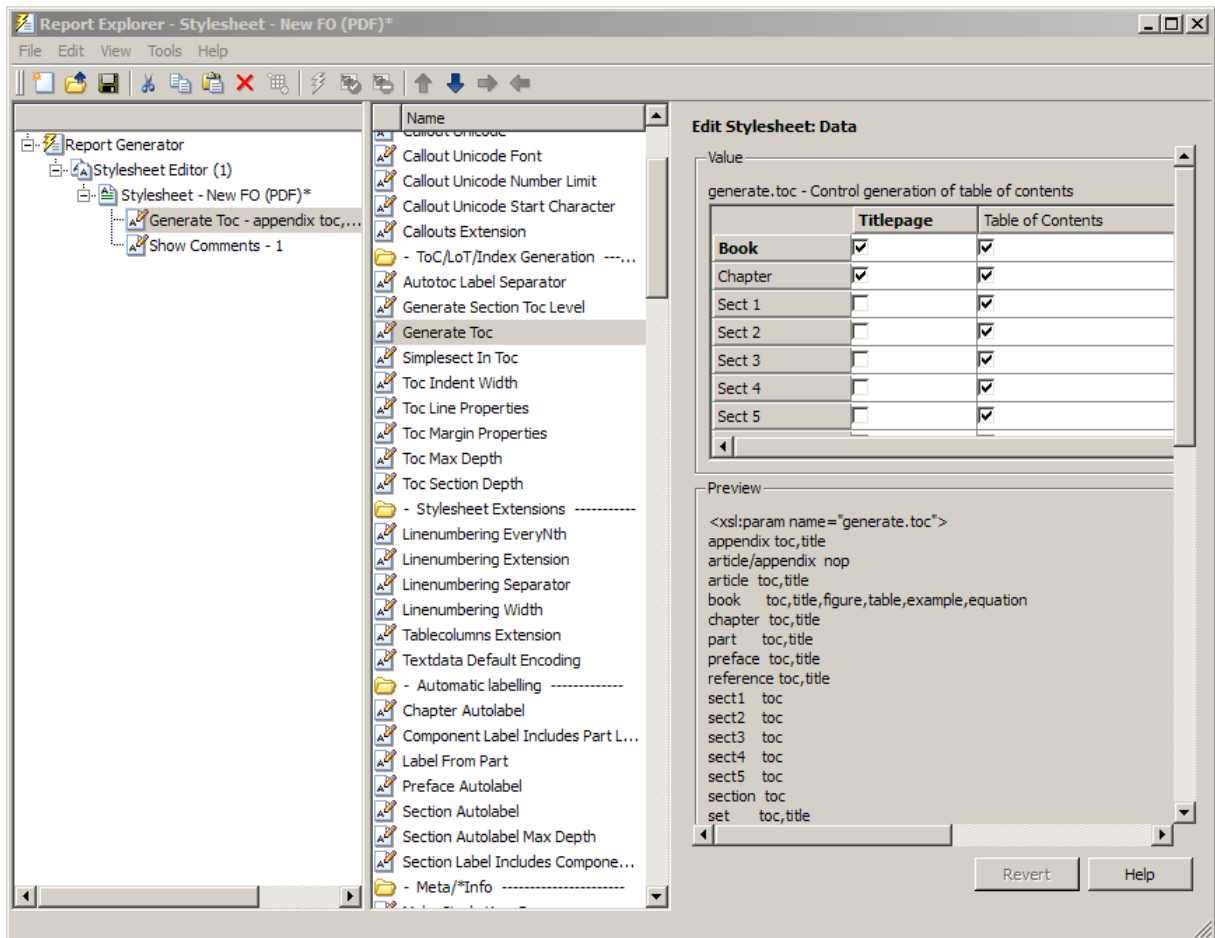 Report Explorer - Stylesheet - New FO (PDF)*
File Edit View Tools Help
Report Generator
Stylesheet Editor (1)
Stylesheet - New FO (PDF)*
Generate Toc - appendix toc,...
Show Comments - 1
Name
Callout Unicode
Callout Unicode Font
Callout Unicode Number Limit
Callout Unicode Start Character
Callouts Extension
- ToC/LoT/Index Generation ---...
Autotoc Label Separator
Generate Section Toc Level
Generate Toc
Simplesect In Toc
Toc Indent Width
Toc Line Properties
Toc Margin Properties
Toc Max Depth
Toc Section Depth
- Stylesheet Extensions -----------
Linenumbering EveryNth
Linenumbering Extension
Linenumbering Separator
Linenumbering Width
Tablecolumns Extension
Textdata Default Encoding
- Automatic labelling -------------
Chapter Autolabel
Component Label Includes Part L...
Label From Part
Preface Autolabel
Section Autolabel
Section Autolabel Max Depth
Section Label Includes Compone...
- Meta/*Info ----------------------
Edit Stylesheet: Data
Value
generate.toc - Control generation of table of contents
Titlepage Table of Contents
Book
Chapter
Sect 1
Sect 2
Sect 3
Sect 4
Sect 5
Preview
<xsl:param name="generate.toc">
appendix toc,title
article/appendix nop
article toc,title
book toc,title,figure,table,example,equation
chapter toc,title
part toc,title
preface toc,title
reference toc,title
sect1 toc
sect2 toc
sect3 toc
sect4 toc
sect5 toc
section toc
set toc,title
Revert Help